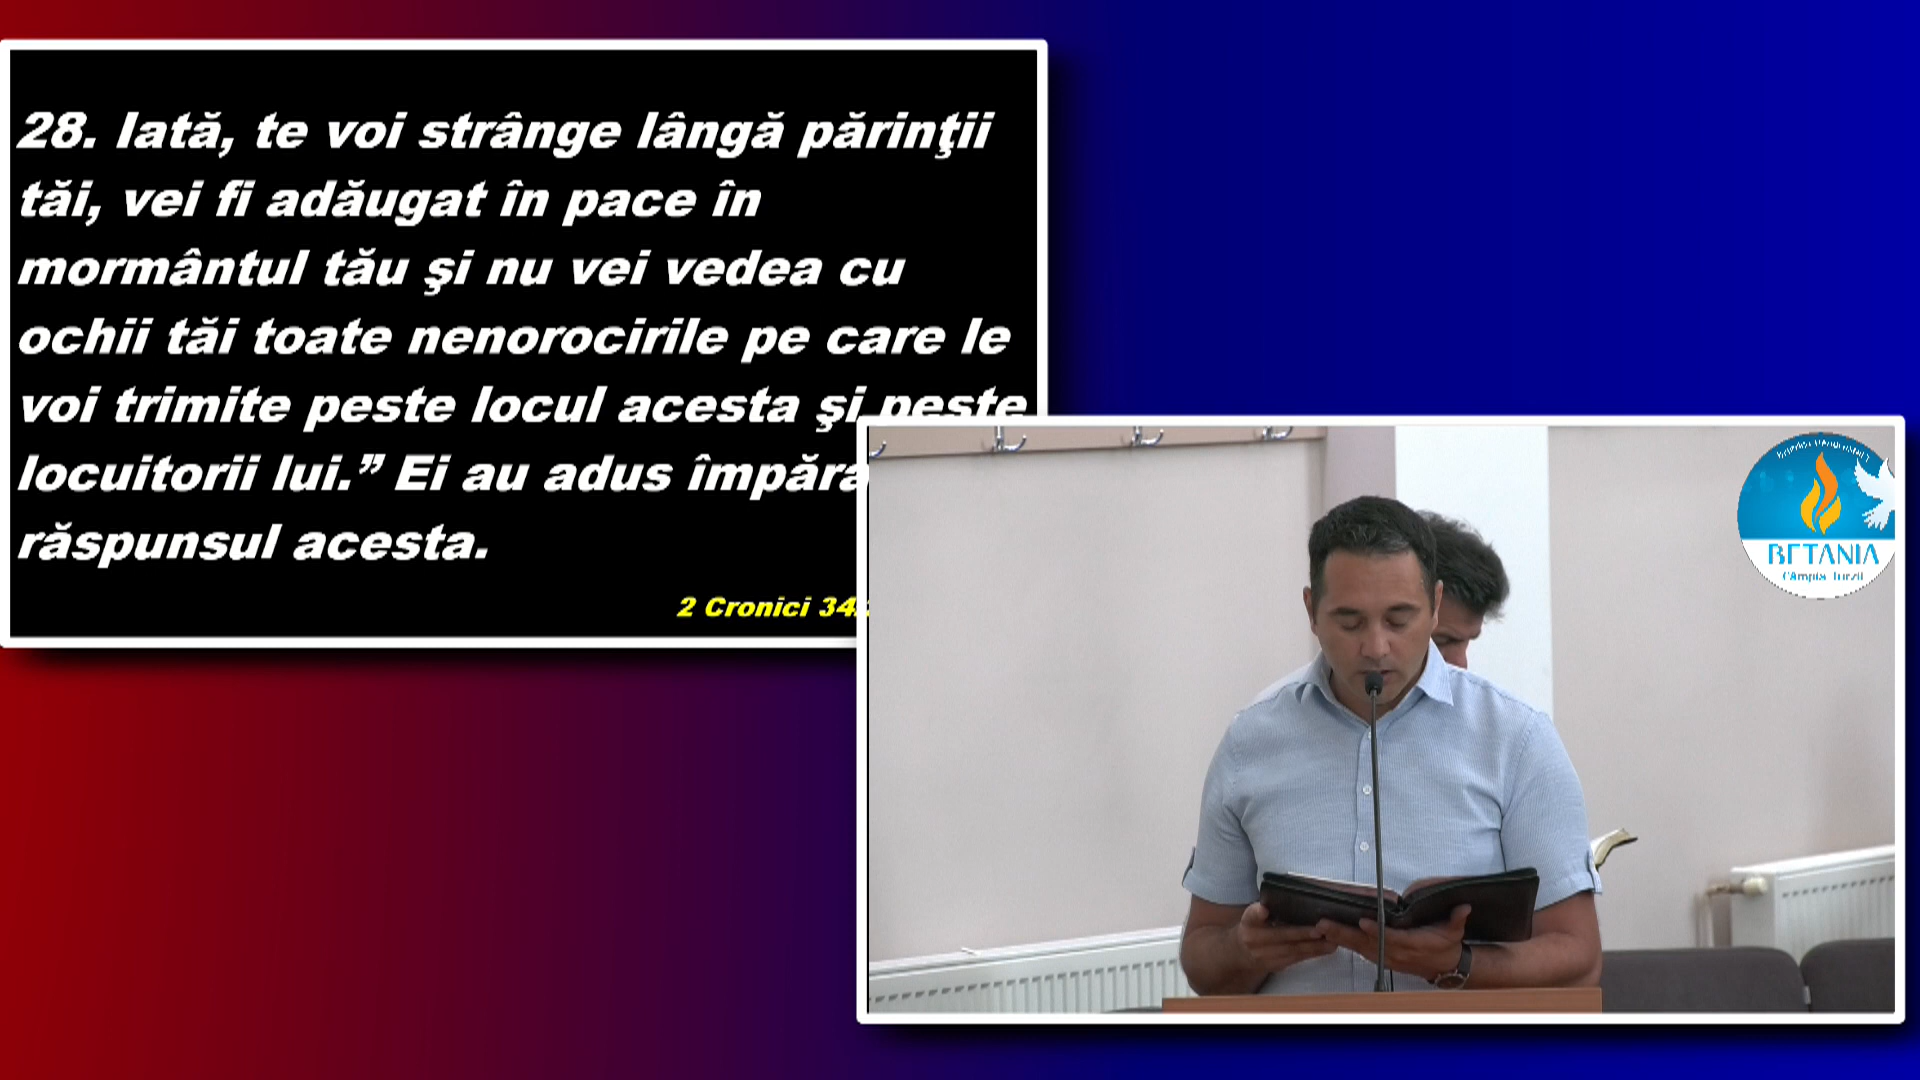 28. Iată, te voi strânge lângă părinţii
tăi, vei fi adăugat în pace în
mormântul tău şi nu vei vedea cu
ochii tăi toate nenorocirile pe care le
voi trimite peste locul acesta şi peste
locuitorii lui.” Ei au adus
răspunsul acesta.
2 Cronici
BETANIA
Câmpia Turzii